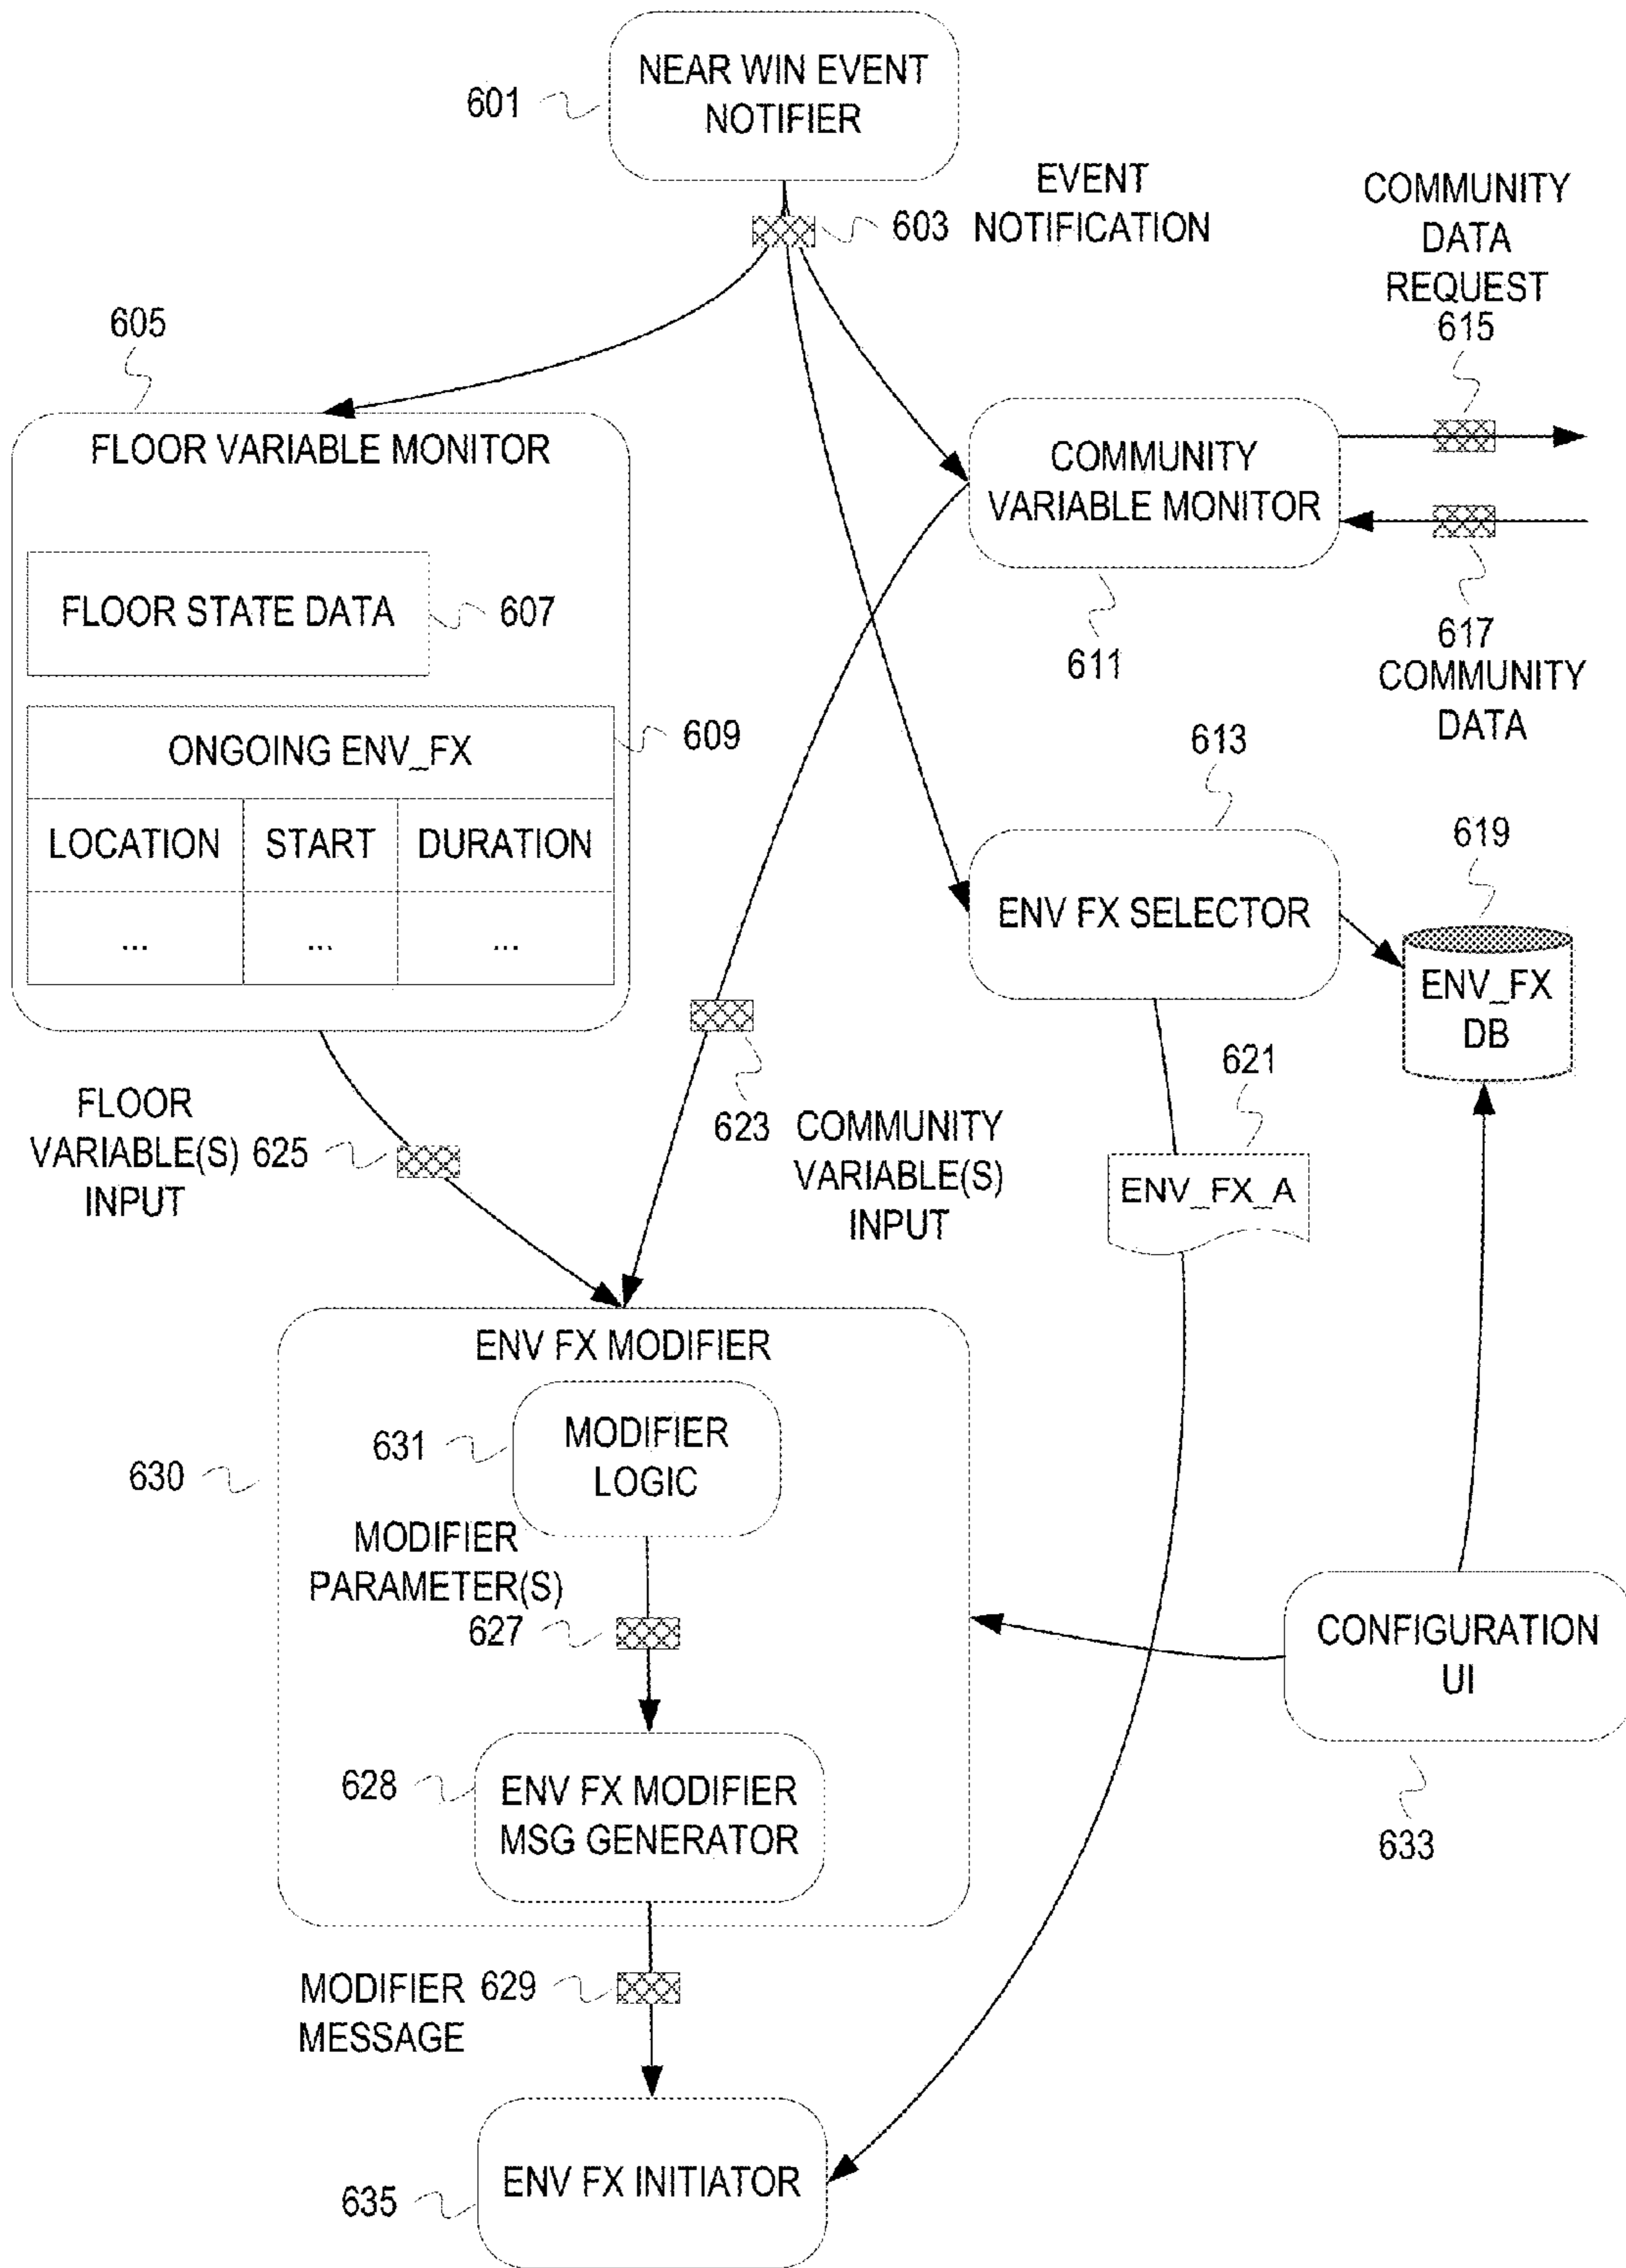 NEAR WIN EVENT
NOTIFIER
601
EVENT
603 NOTIFICATION
COMMUNITY
DATA
REQUEST
615
605
FLOOR VARIABLE MONITOR
COMMUNITY
VARIABLE MONITOR
FLOOR STATE DATA
607
611
617
COMMUNITY
DATA
ONGOING ENV_FX
609
613
LOCATION START DURATION
... ... ...
619
ENV FX SELECTOR
ENV_FX
DB
621
FLOOR
VARIABLE(S) 625
INPUT
623 COMMUNITY
VARIABLE(S)
INPUT
ENV_FX_A
ENV FX MODIFIER
631
MODIFIER
LOGIC
630
MODIFIER
PARAMETER(S)
627
CONFIGURATION
UI
628
ENV FX MODIFIER
MSG GENERATOR
633
MODIFIER 629
MESSAGE
ENV FX INITIATOR
635